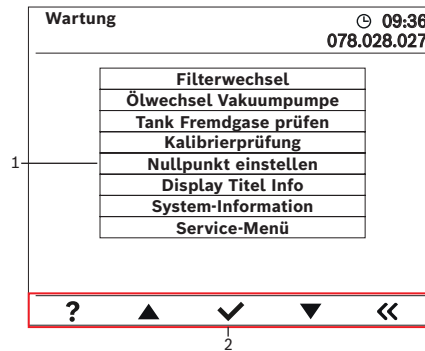 Wartung
09:36
078.028.027
Filterwechsel
Ölwechsel Vakuumpumpe
Tank Fremdgase prüfen
Kalibrierprüfung
1
Nullpunkt einstellen
Display Titel Info
System-Information
Service-Menü
?
2